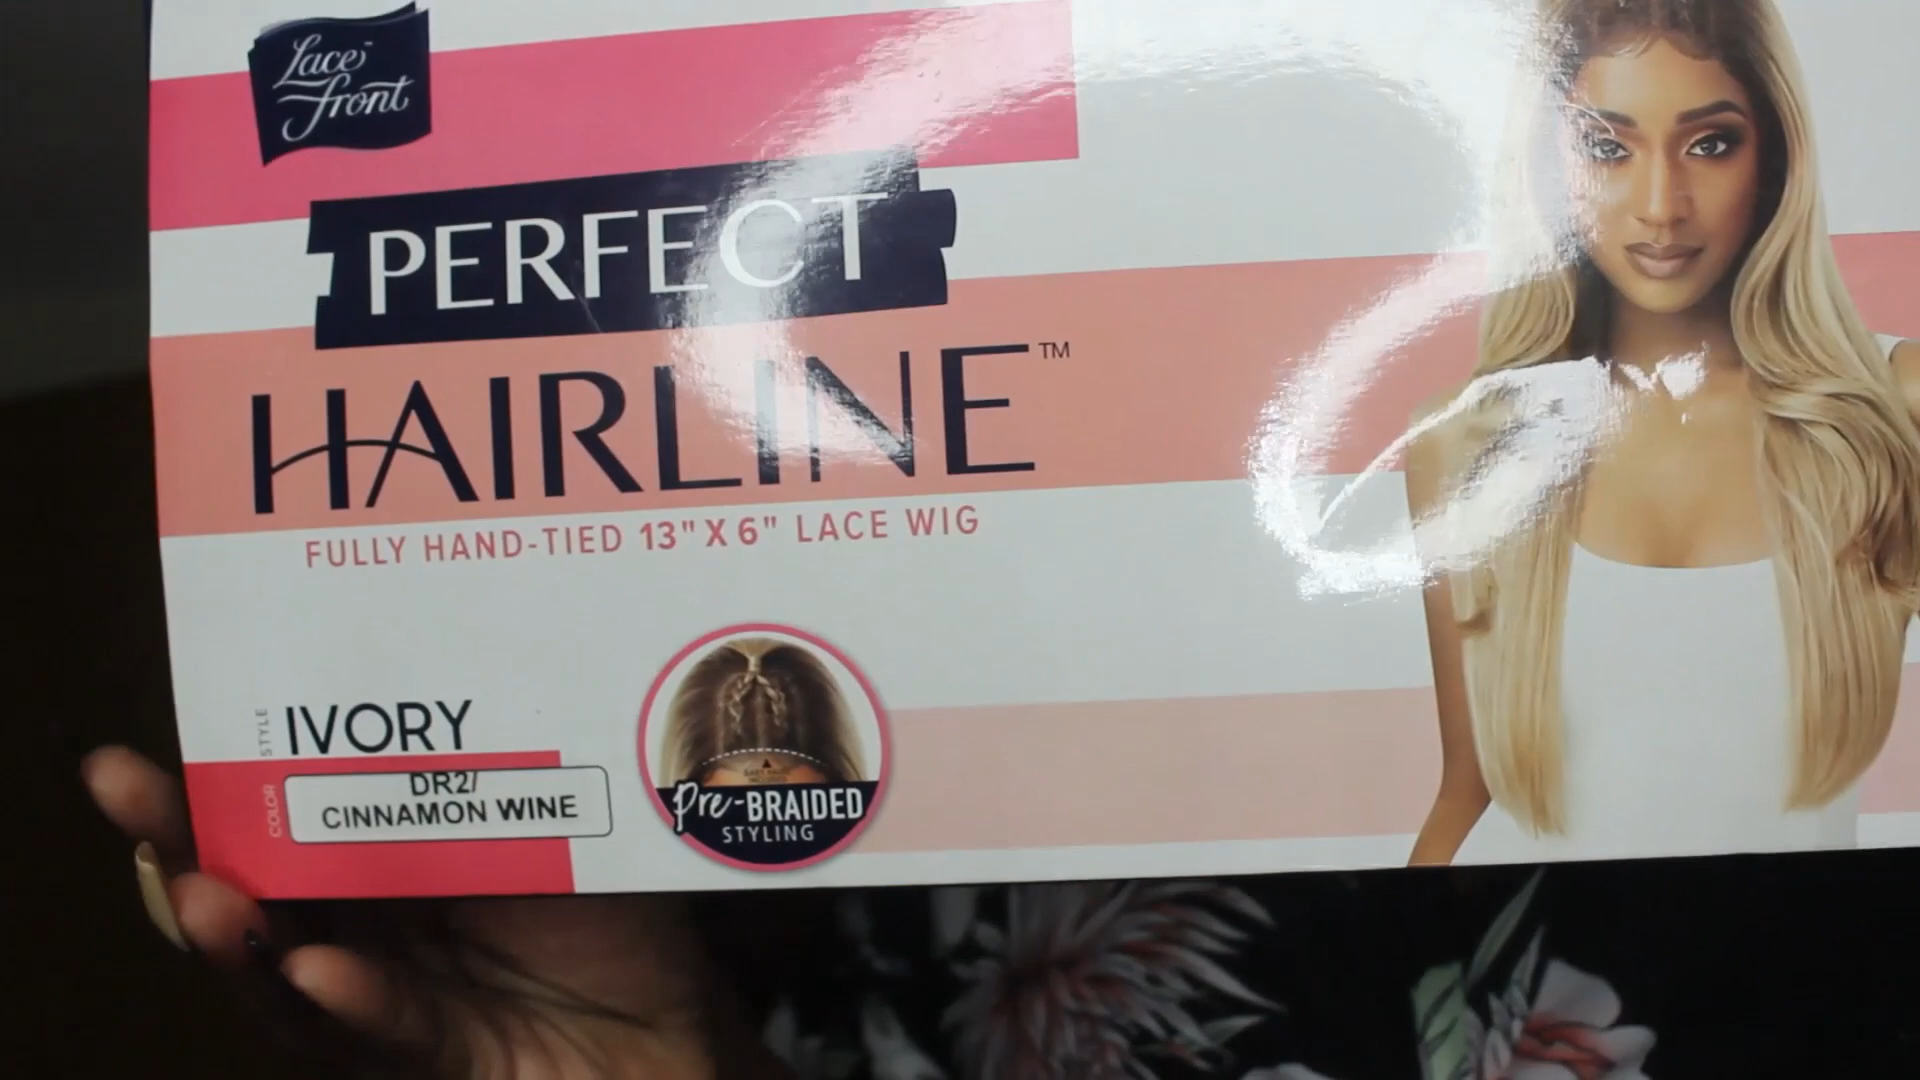 Lace
Front
PERFECT
HAIRLINE™
FULLY HAND-TIED 13" X 6" LACE WIG
STYLE
IVORY
COLOR
DR2/
CINNAMON WINE
Pre-BRAIDED
STYLING